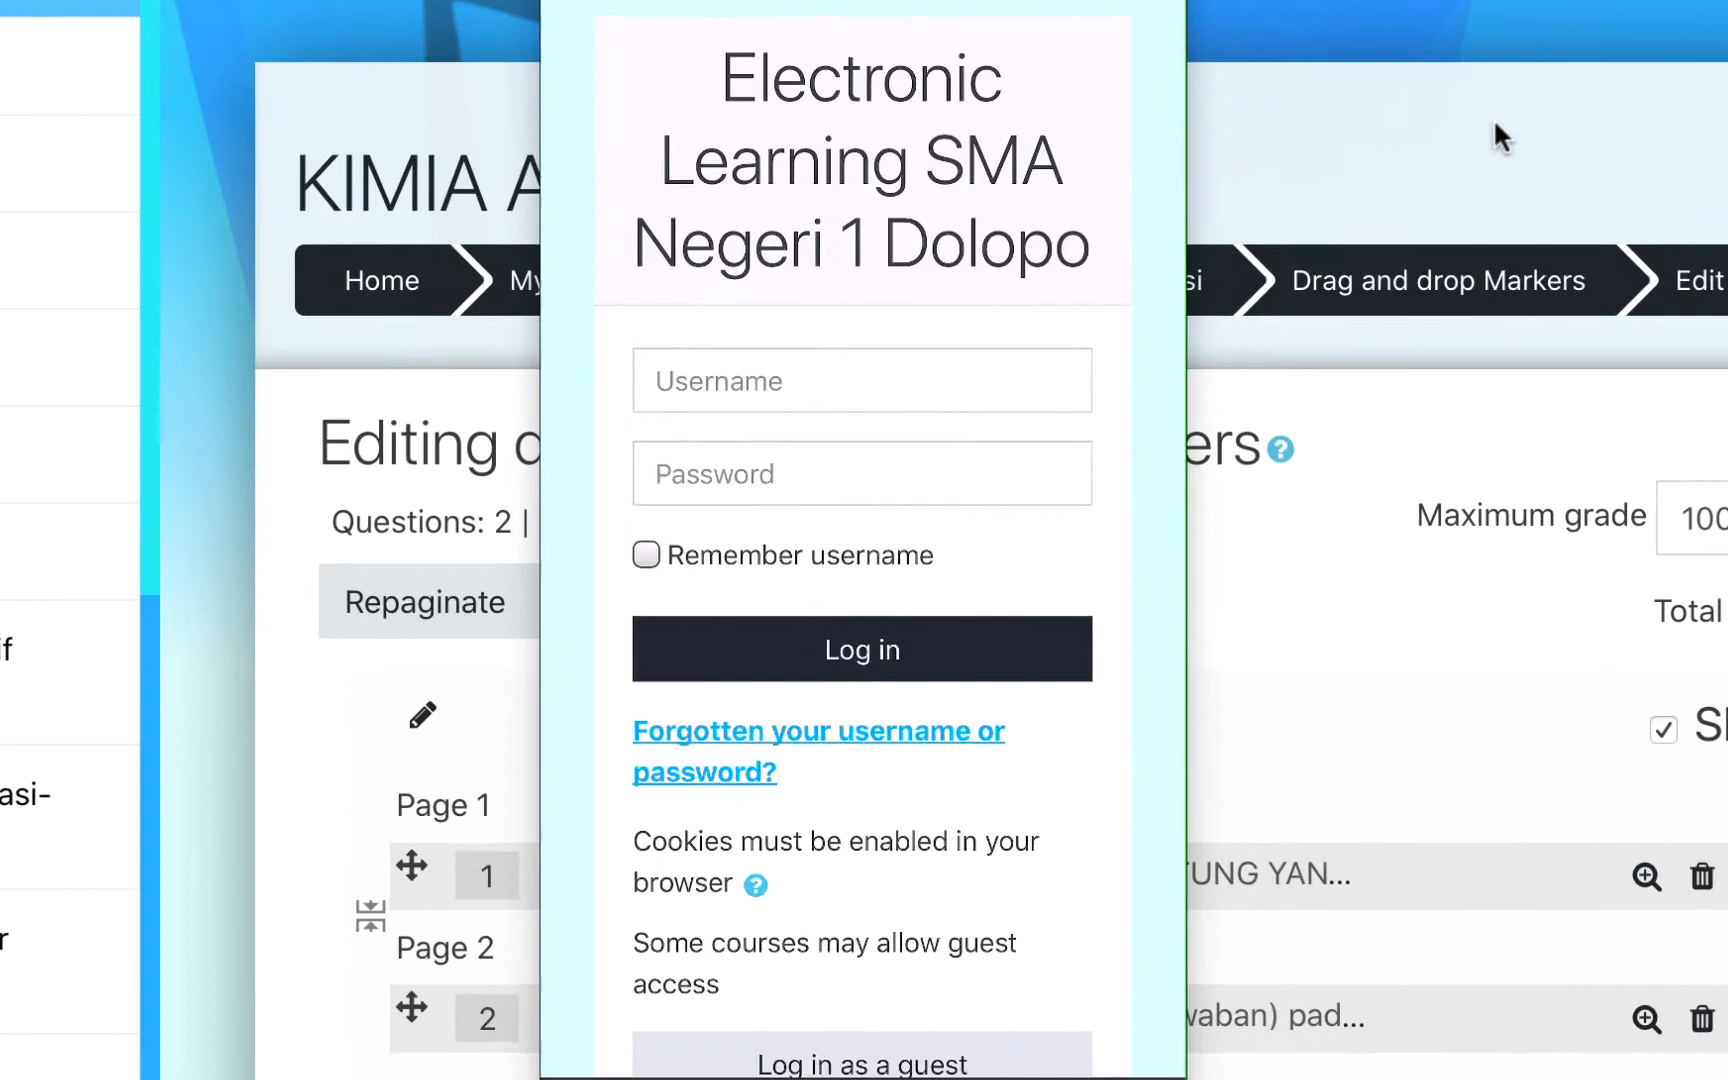 Electronic
Learning SMA
Negeri 1 Dolopo
KIMIA A
Home
My
si
Drag and drop Markers
Edit
Username
Editing
ers
Password
Questions: 2 |
Maximum grade
100
Remember username
Repaginate
Total
Log in
if
Forgotten your username or
password?
asi-
Page 1
Cookies must be enabled in your
browser
1
TUNG YAN...
Page 2
Some courses may allow guest
access
r
2
waban) pad...
Log in as a guest